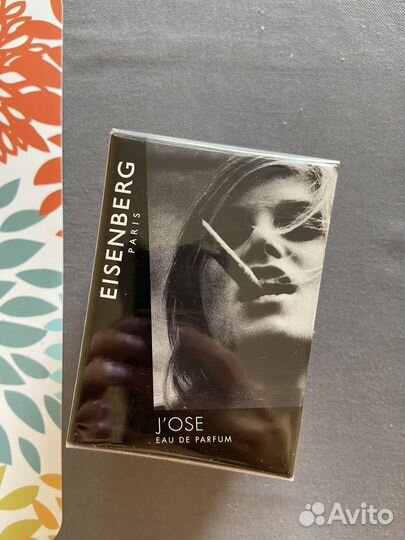 EISENBERG
PARIS
J'OSE
EAU DE PARFUM
Avito